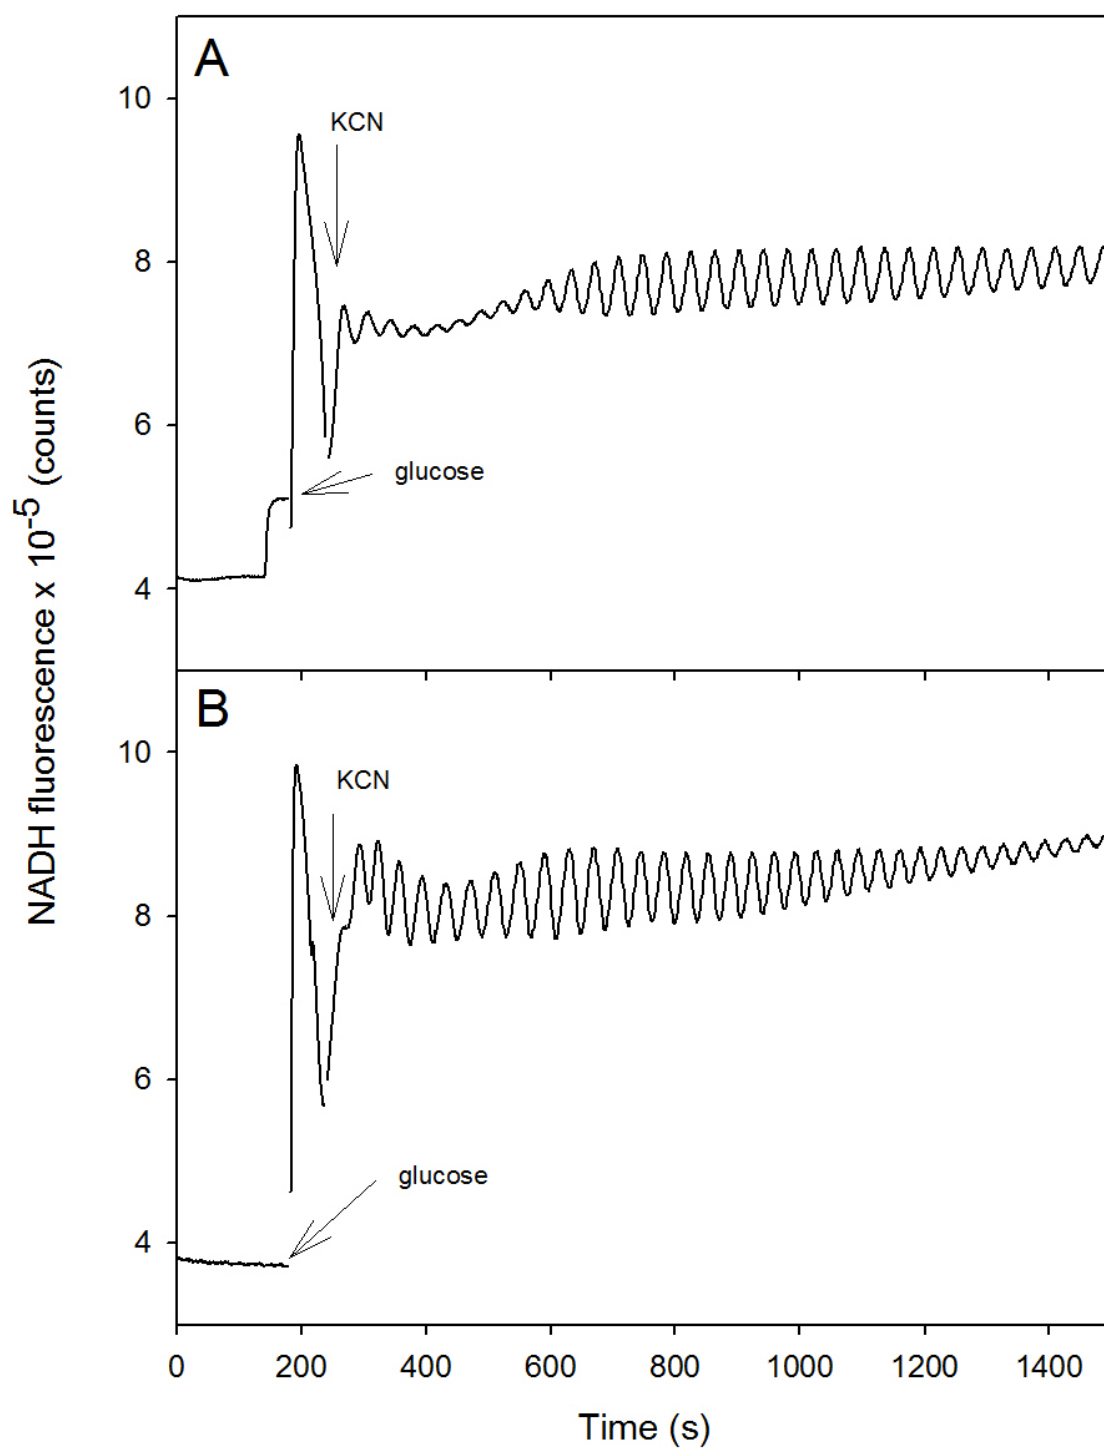 A
10
KCN
8
6
glucose
4
B
10
KCN
8
6
glucose
4
0 200 400 600 800 1000 1200 1400
Time (s)
NADH fluorescence x 10⁻⁵ (counts)